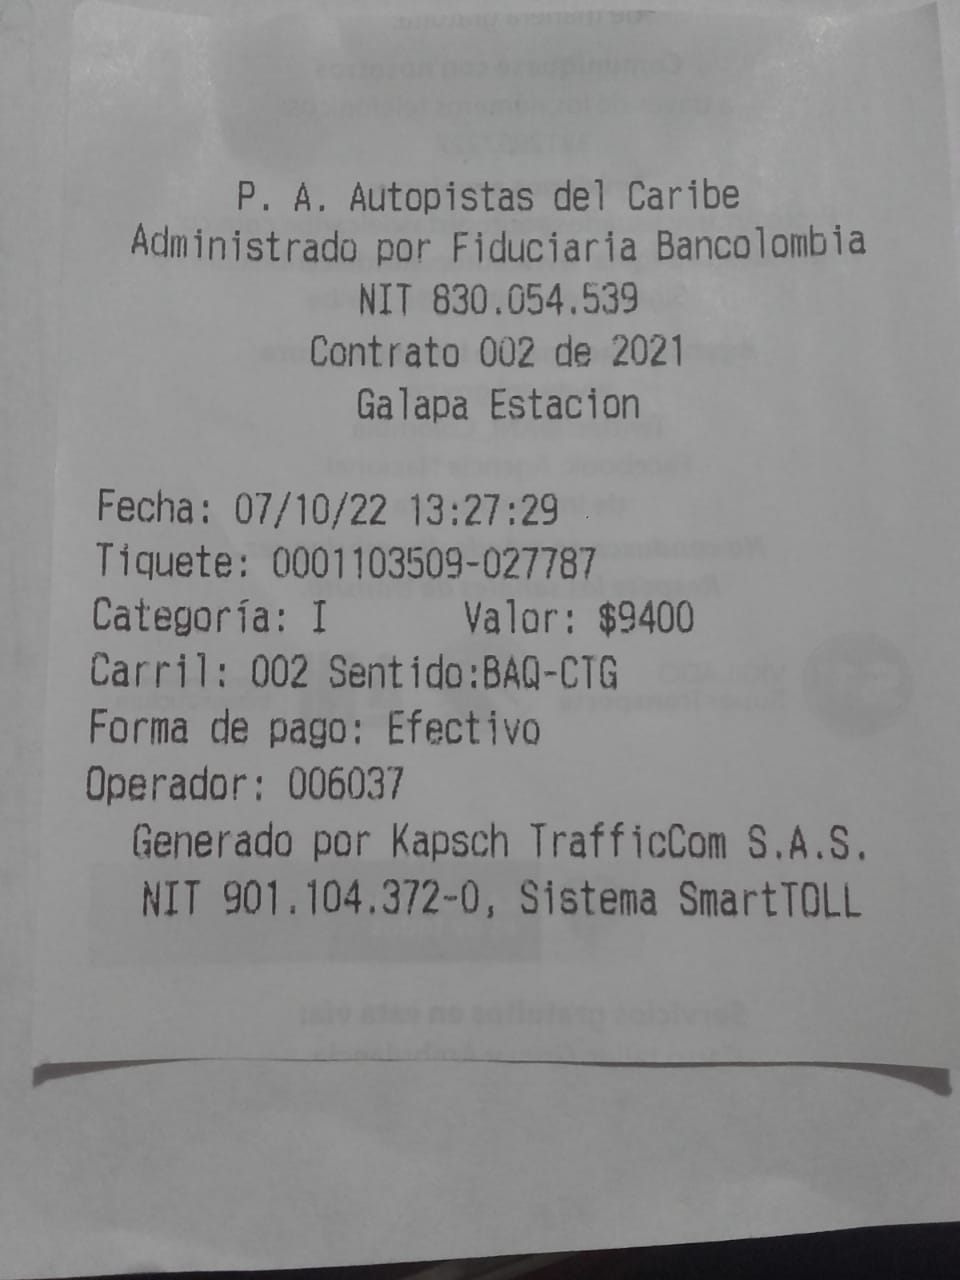 P. A. Autopistas del Caribe
Administrado por Fiduciaria Bancolombia
NIT 830.054.539
Contrato 002 de 2021
Galapa Estacion
Fecha: 07/10/22 13:27:29
Tiquete: 0001103509-027787
Categoría: I Valor: $9400
Carril: 002 Sentido:BAQ-CTG
Forma de pago: Efectivo
Operador: 006037
Generado por Kapsch TrafficCom S.A.S.
NIT 901.104.372-0, Sistema SmartTOLL